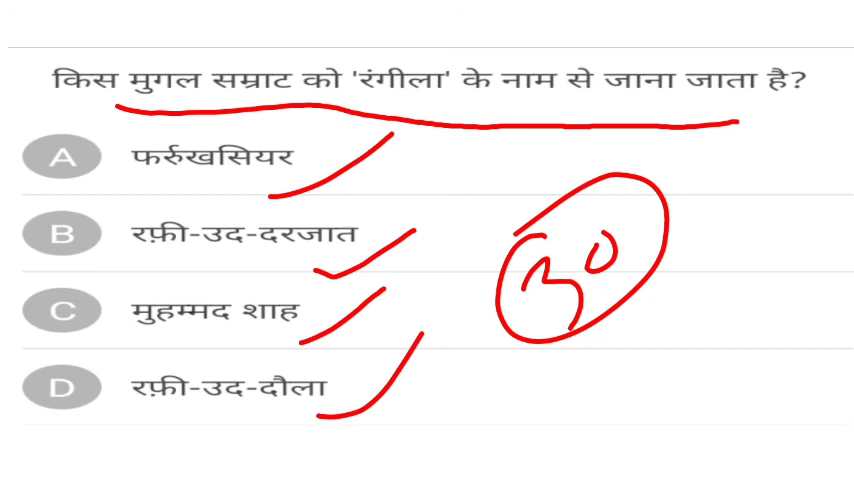 किस मुगल सम्राट को 'रंगीला' के नाम से जाना जाता है?
A फर्रुखसियर
B रफ़ी-उद-दरजात
C मुहम्मद शाह
D रफ़ी-उद-दौला
30